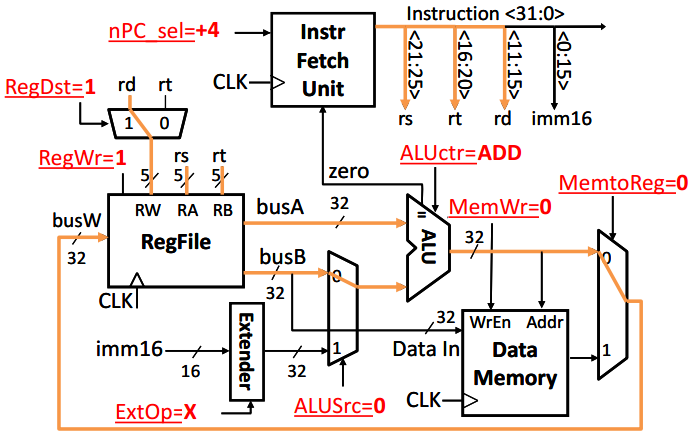 Instruction <31:0>
nPC_sel=+4
Instr
Fetch
Unit
CLK
<21:25>
<16:20>
<11:15>
<0:15>
rs
rt
rd
imm16
RegDst=1
rd
rt
1
0
RegWr=1
5
rs
5
rt
5
zero
ALUctr=ADD
MemtoReg=0
MemWr=0
busW
32
RW
RA
RB
RegFile
CLK
busA
32
busB
32
=
ALU
32
0
1
0
1
imm16
16
Extender
32
ExtOp=X
ALUSrc=0
32
Data In
WrEn
Addr
Data
Memory
CLK